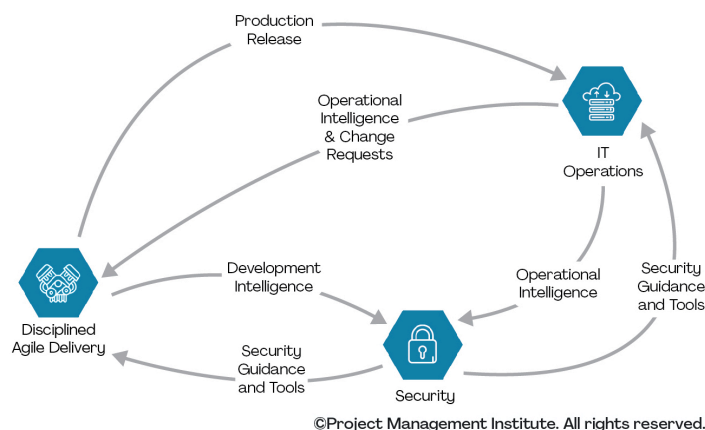 Production
Release
Operational
Intelligence
& Change
Requests
IT
Operations
Development
Intelligence
Operational
Intelligence
Security
Guidance
and Tools
Disciplined
Agile Delivery
Security
Guidance
and Tools
Security
©Project Management Institute. All rights reserved.